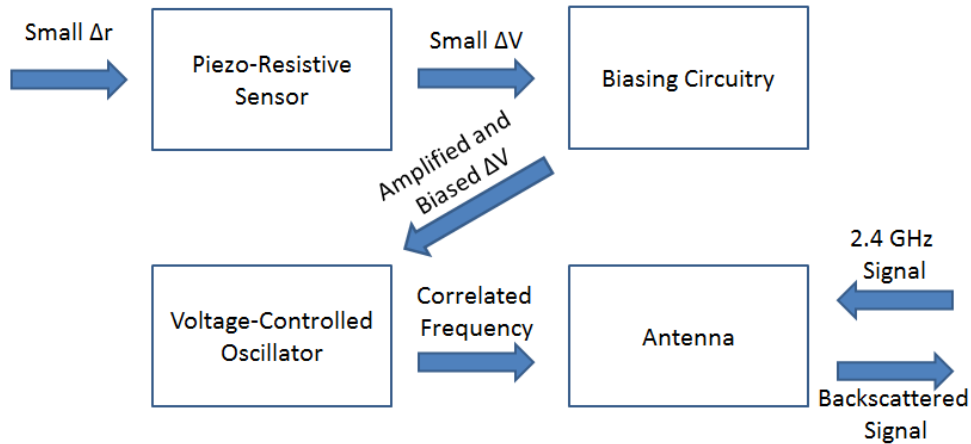 Small Δr
Piezo-Resistive
Sensor
Small ΔV
Biasing Circuitry
Amplified and
Biased ΔV
Voltage-Controlled
Oscillator
Correlated
Frequency
Antenna
2.4 GHz
Signal
Backscattered
Signal